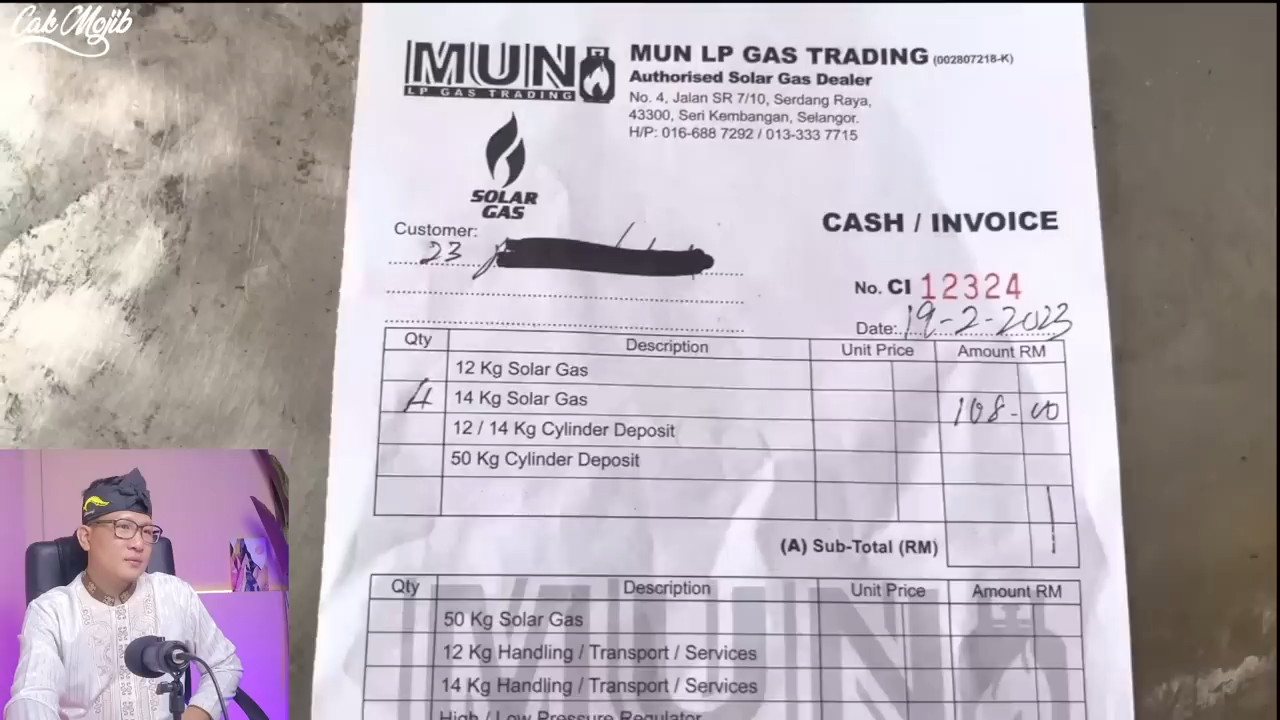 Cak Mojib
MUN
LP GAS TRADING
MUN LP GAS TRADING (002807218-K)
Authorised Solar Gas Dealer
No. 4, Jalan SR 7/10, Serdang Raya,
43300, Seri Kembangan, Selangor.
H/P: 016-688 7292 / 013-333 7715
SOLAR
GAS
CASH / INVOICE
Customer:
23
No. CI 12324
Date: 19-2-2023
Qty Description Unit Price Amount RM
12 Kg Solar Gas
4 14 Kg Solar Gas 108-00
12 / 14 Kg Cylinder Deposit
50 Kg Cylinder Deposit
(A) Sub-Total (RM)
Qty Description Unit Price Amount RM
50 Kg Solar Gas
12 Kg Handling / Transport / Services
14 Kg Handling / Transport / Services
High / Low Pressure Regulator
MUN